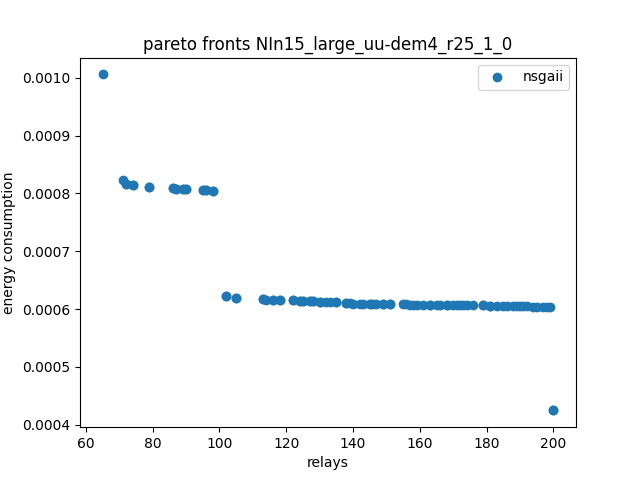 pareto fronts NIn15_large_uu-dem4_r25_1_0
nsgaii
0.0010
0.0009
0.0008
0.0007
0.0006
0.0005
0.0004
energy consumption
60 80 100 120 140 160 180 200
relays